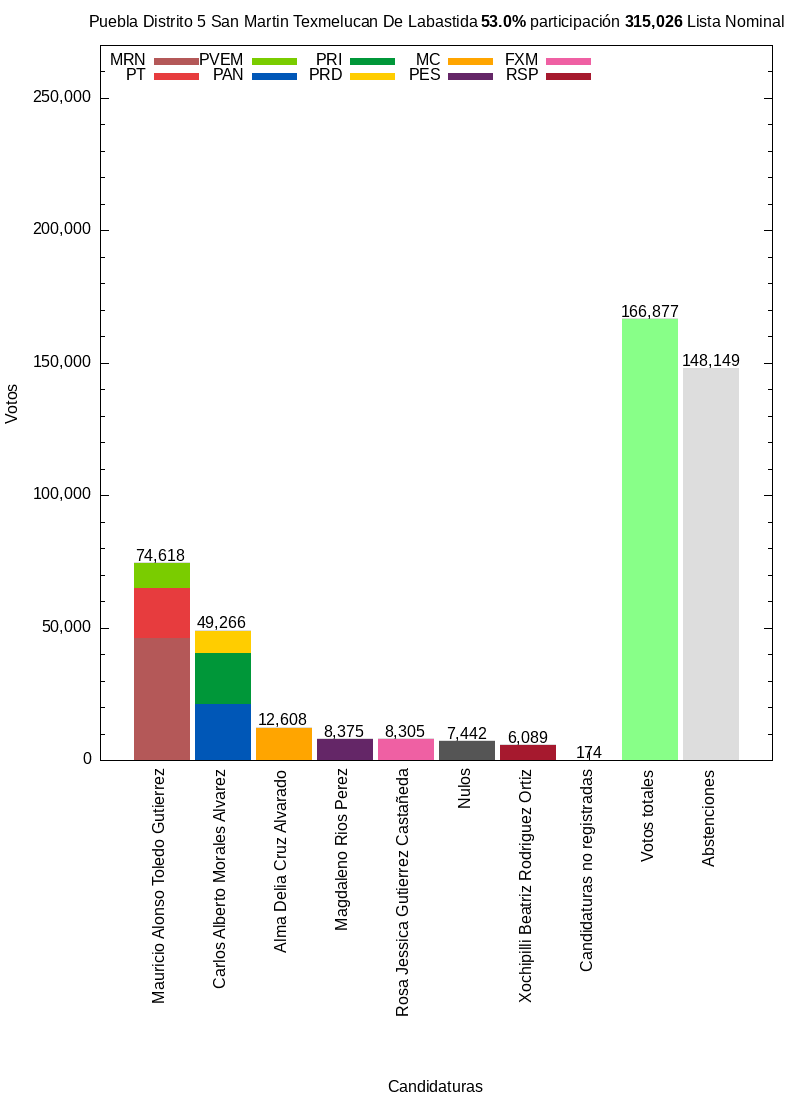 Puebla Distrito 5 San Martin Texmelucan De Labastida 53.0% participación 315,026 Lista Nominal
MRN PVEM PRI MC FXM
PT PAN PRD PES RSP
250,000
200,000
150,000
100,000
50,000
0
Votos
74,618
49,266
12,608
8,375
8,305
7,442
6,089
174
166,877
148,149
Mauricio Alonso Toledo Gutierrez
Carlos Alberto Morales Alvarez
Alma Delia Cruz Alvarado
Magdaleno Rios Perez
Rosa Jessica Gutierrez Castañeda
Nulos
Xochipilli Beatriz Rodriguez Ortiz
Candidaturas no registradas
Votos totales
Abstenciones
Candidaturas